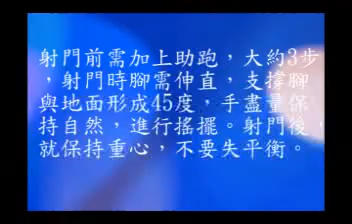 射門前需加上助跑，大約3步
，射門時腳需伸直，支撐腳
與地面形成45度，手盡量保
持自然，進行搖擺。射門後，
就保持重心，不要失平衡。